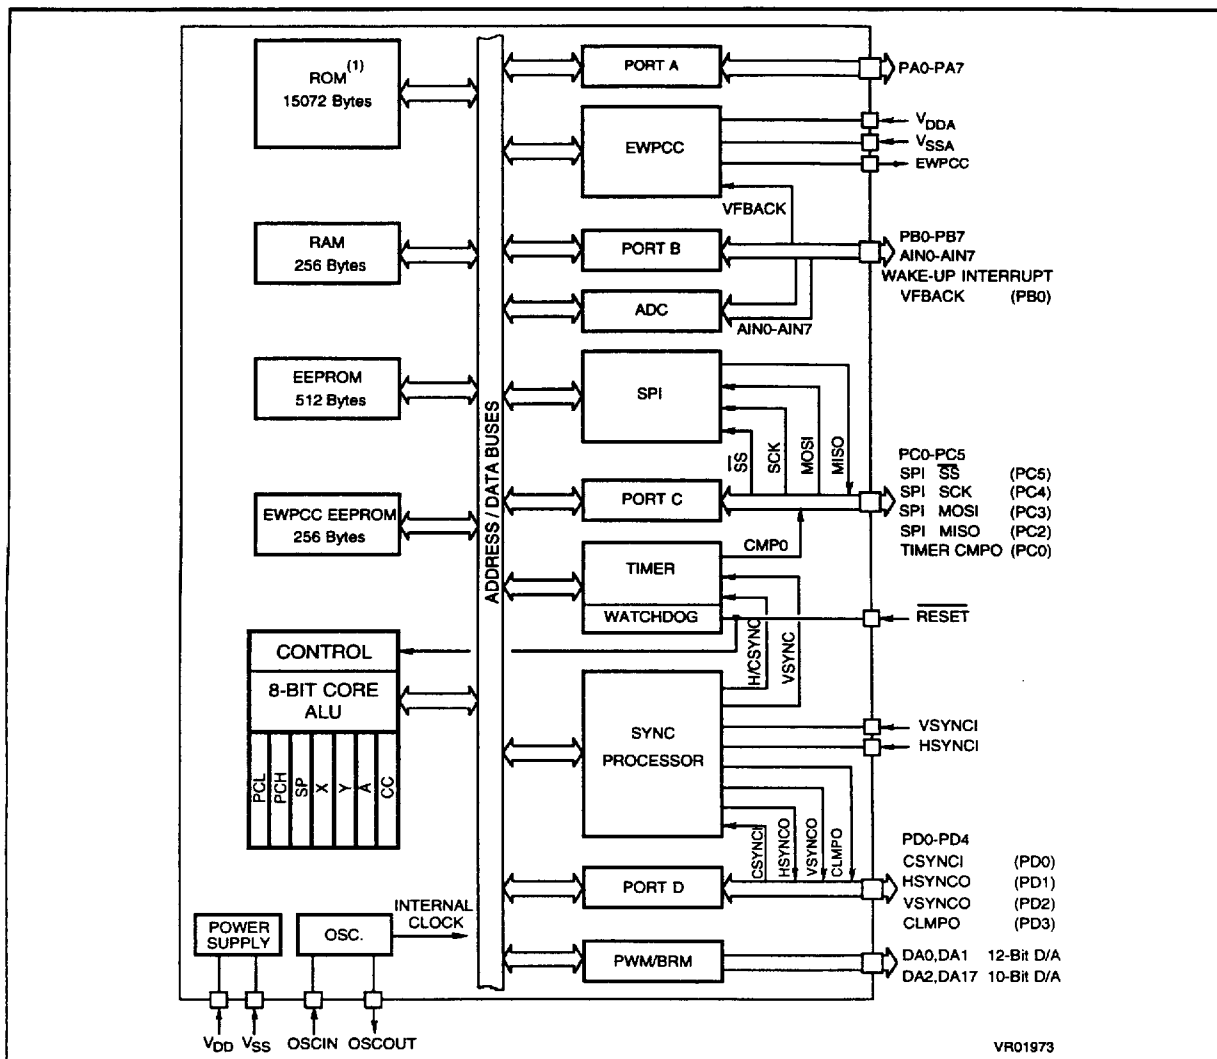 ROM (1)
15072 Bytes
RAM
256 Bytes
EEPROM
512 Bytes
EWPCC EEPROM
256 Bytes
CONTROL
8-BIT CORE
ALU
PCL
PCH
SP
X
Y
A
CC
POWER
SUPPLY
OSC.
INTERNAL
CLOCK
VDD
VSS
OSCIN
OSCOUT
ADDRESS / DATA BUSES
PORT A
EWPCC
VFBACK
PORT B
ADC
AIN0-AIN7
SPI
SS
SCK
MOSI
MISO
PORT C
CMP0
TIMER
WATCHDOG
H/CSYNC
VSYNC
SYNC
PROCESSOR
CSYNCI
HSYNCO
VSYNCO
CLMPO
PORT D
PWM/BRM
PA0-PA7
VDDA
VSSA
EWPCC
PB0-PB7
AIN0-AIN7
WAKE-UP INTERRUPT
VFBACK (PB0)
PC0-PC5
SPI SS (PC5)
SPI SCK (PC4)
SPI MOSI (PC3)
SPI MISO (PC2)
TIMER CMPO (PC0)
RESET
VSYNCI
HSYNCI
PD0-PD4
CSYNCI (PD0)
HSYNCO (PD1)
VSYNCO (PD2)
CLMPO (PD3)
DA0,DA1 12-Bit D/A
DA2,DA17 10-Bit D/A
VR01973